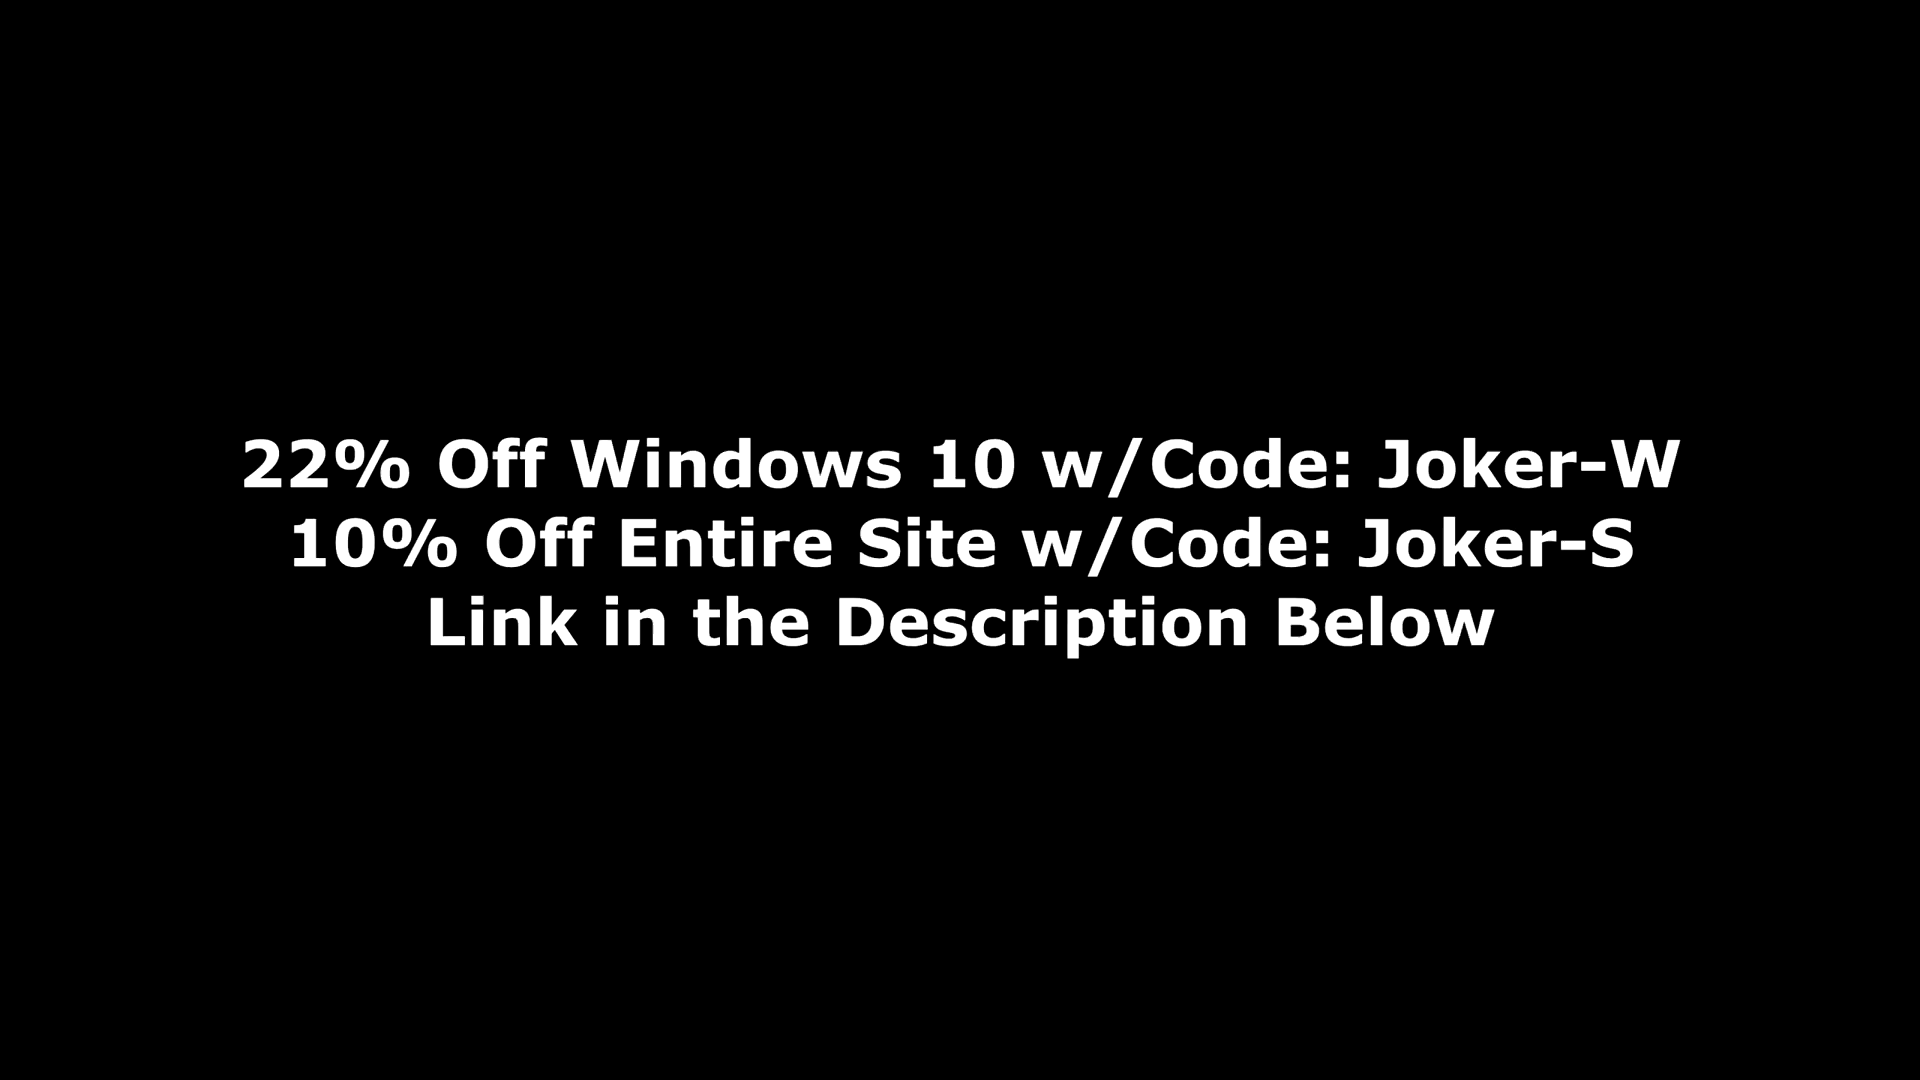 22% Off Windows 10 w/Code: Joker-W
10% Off Entire Site w/Code: Joker-S
Link in the Description Below